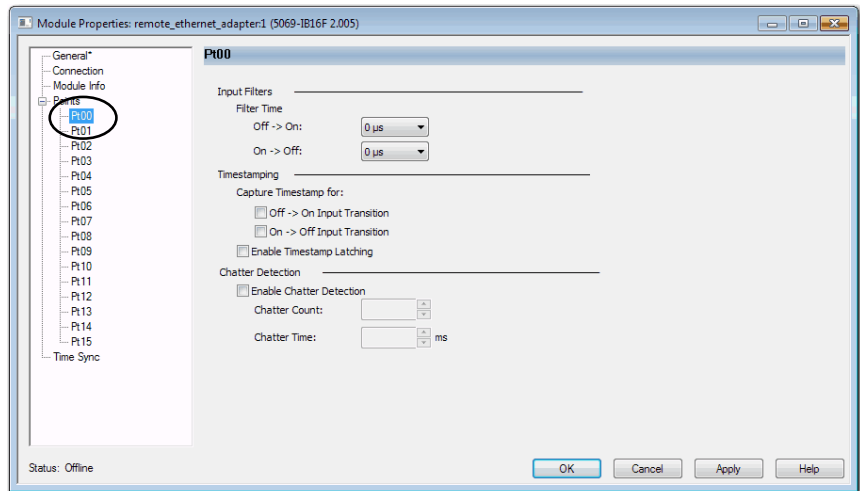 Module Properties: remote_ethernet_adapter:1 (5069-IB16F 2.005)
General*
Connection
Module Info
Points
Pt00
Pt01
Pt02
Pt03
Pt04
Pt05
Pt06
Pt07
Pt08
Pt09
Pt10
Pt11
Pt12
Pt13
Pt14
Pt15
Time Sync
Pt00
Input Filters
Filter Time
Off -> On: 0 µs
On -> Off: 0 µs
Timestamping
Capture Timestamp for:
Off -> On Input Transition
On -> Off Input Transition
Enable Timestamp Latching
Chatter Detection
Enable Chatter Detection
Chatter Count:
Chatter Time: ms
Status: Offline
OK Cancel Apply Help